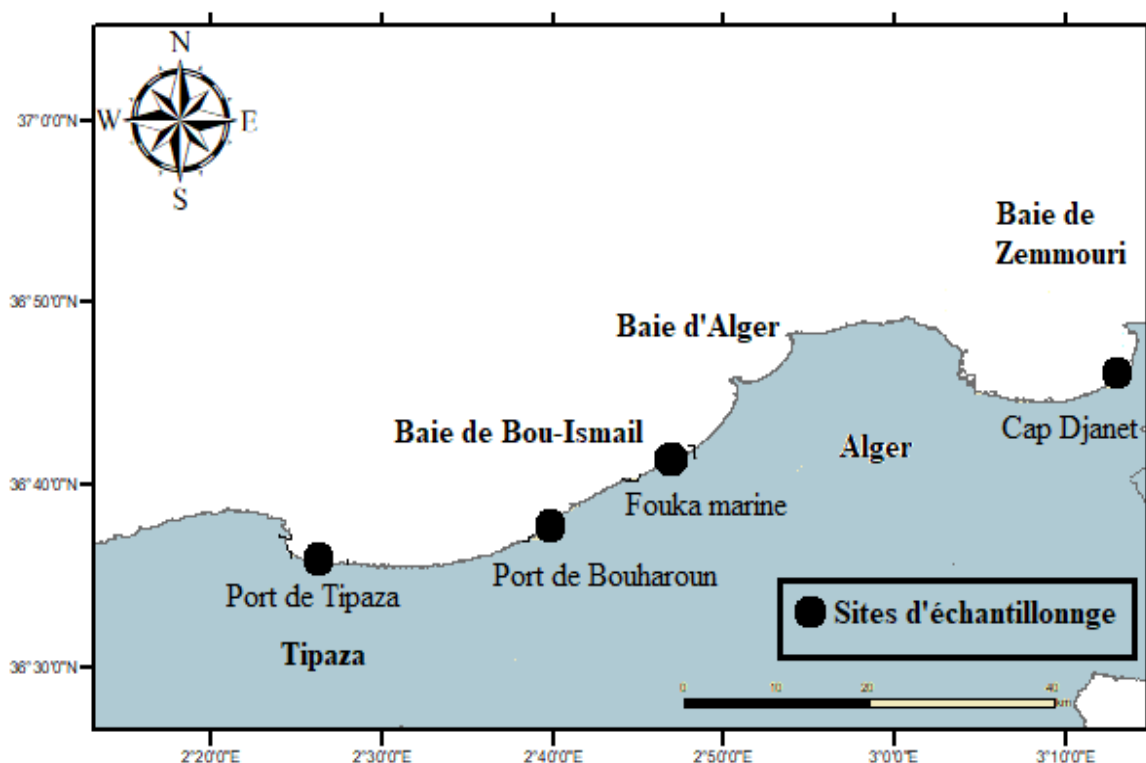 N
W
E
S
37°0'0"N
36°50'0"N
36°40'0"N
36°30'0"N
Baie de
Zemmouri
Baie d'Alger
Baie de Bou-Ismail
Cap Djanet
Alger
Fouka marine
Port de Bouharoun
Port de Tipaza
Tipaza
Sites d'échantillonnge
0 10 20 40
km
2°20'0"E 2°30'0"E 2°40'0"E 2°50'0"E 3°0'0"E 3°10'0"E